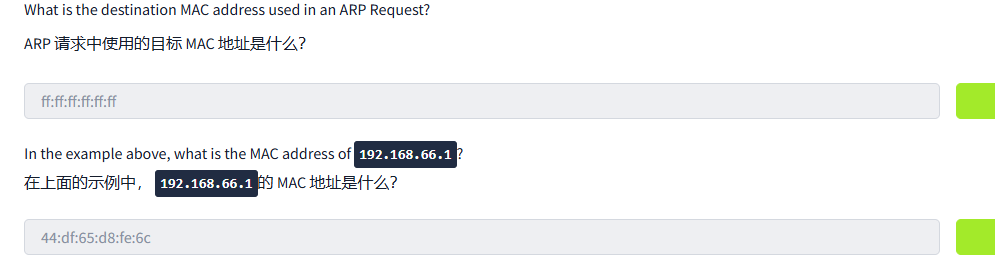 What is the destination MAC address used in an ARP Request?
ARP 请求中使用的目标 MAC 地址是什么？
ff:ff:ff:ff:ff:ff
In the example above, what is the MAC address of 192.168.66.1?
在上面的示例中， 192.168.66.1的 MAC 地址是什么？
44:df:65:d8:fe:6c